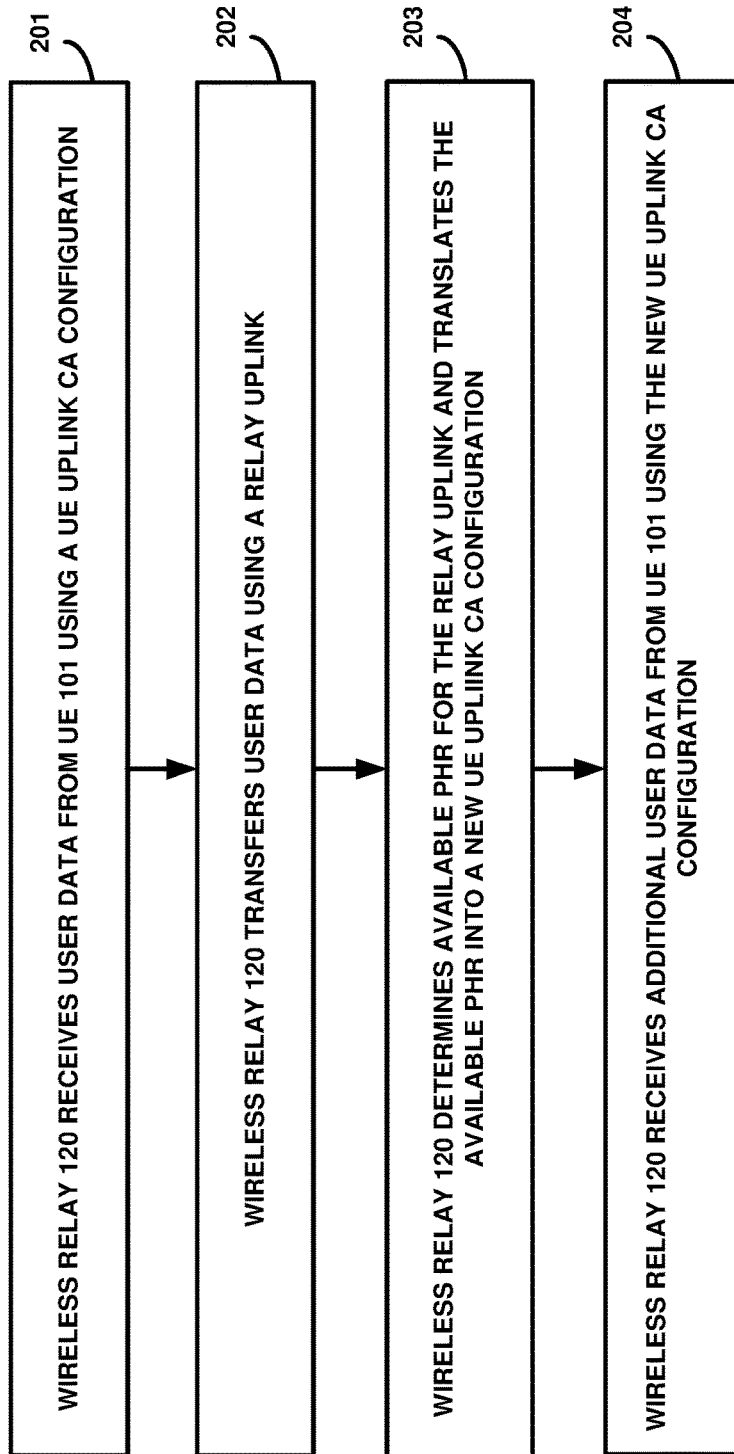 WIRELESS RELAY 120 RECEIVES USER DATA FROM UE 101 USING A UE UPLINK CA CONFIGURATION
201
WIRELESS RELAY 120 TRANSFERS USER DATA USING A RELAY UPLINK
202
WIRELESS RELAY 120 DETERMINES AVAILABLE PHR FOR THE RELAY UPLINK AND TRANSLATES THE
AVAILABLE PHR INTO A NEW UE UPLIINK CA CONFIGURATION
203
WIRELESS RELAY 120 RECEIVES ADDITIONAL USER DATA FROM UE 101 USING THE NEW UE UPLINK CA
CONFIGURATION
204